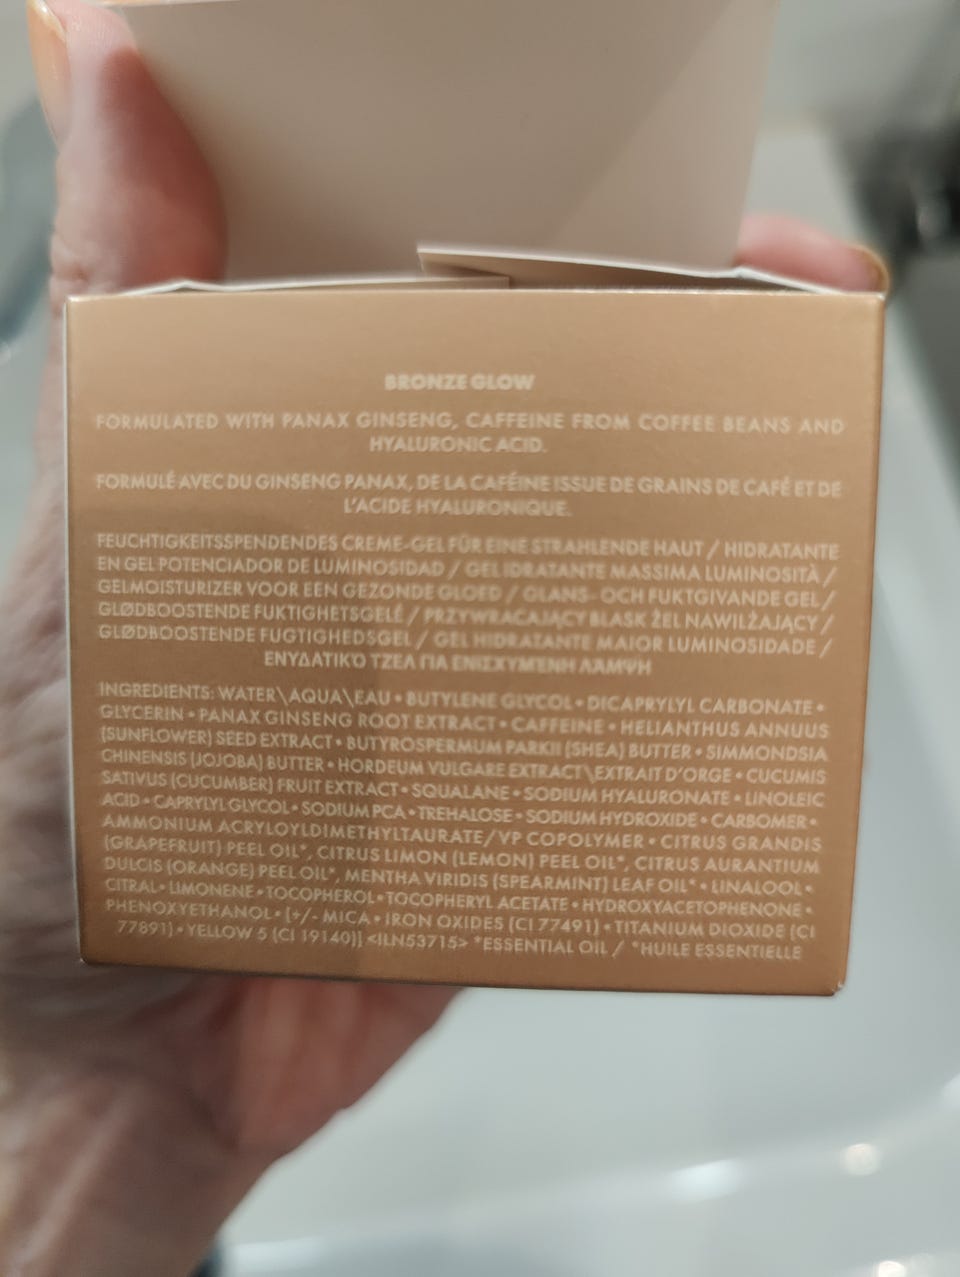 BRONZE GLOW
FORMULATED WITH PANAX GINSENG, CAFFEINE FROM COFFEE BEANS AND
HYALURONIC ACID.
FORMULÉ AVEC DU GINSENG PANAX, DE LA CAFÉINE ISSUE DE GRAINS DE CAFÉ ET DE
L'ACIDE HYALURONIQUE.
FEUCHTIGKEITSSPENDENDES CREME-GEL FÜR EINE STRAHLENDE HAUT / HIDRATANTE
EN GEL POTENCIADOR DE LUMINOSIDAD / GEL IDRATANTE MASSIMA LUMINOSITÀ /
GELMOISTURIZER VOOR EEN GEZONDE GLOED / GLANS- OCH FUKTGIVANDE GEL /
GLØDBOOSTENDE FUKTIGHETSGELÉ / PRZYWRACAJĄCY BLASK ŻEL NAWILŻAJĄCY /
GLØDBOOSTENDE FUGTIGHEDSGEL / GEL HIDRATANTE MAIOR LUMINOSIDADE /
ΕΝΥΔΑΤΙΚΌ ΤΖΕΛ ΓΙΑ ΕΝΙΣΧΥΜΈΝΗ ΛΆΜΨΗ
INGREDIENTS: WATER\AQUA\EAU • BUTYLENE GLYCOL • DICAPRYLYL CARBONATE •
GLYCERIN • PANAX GINSENG ROOT EXTRACT • CAFFEINE • HELIANTHUS ANNUUS
(SUNFLOWER) SEED EXTRACT • BUTYROSPERMUM PARKII (SHEA) BUTTER • SIMMONDSIA
CHINENSIS (JOJOBA) BUTTER • HORDEUM VULGARE EXTRACT\EXTRAIT D'ORGE • CUCUMIS
SATIVUS (CUCUMBER) FRUIT EXTRACT • SQUALANE • SODIUM HYALURONATE • LINOLEIC
ACID • CAPRYLYL GLYCOL • SODIUM PCA • TREHALOSE • SODIUM HYDROXIDE • CARBOMER •
AMMONIUM ACRYLOYLDIMETHYLTAURATE/VP COPOLYMER • CITRUS GRANDIS
(GRAPEFRUIT) PEEL OIL*, CITRUS LIMON (LEMON) PEEL OIL*, CITRUS AURANTIUM
DULCIS (ORANGE) PEEL OIL*, MENTHA VIRIDIS (SPEARMINT) LEAF OIL* • LINALOOL •
CITRAL • LIMONENE • TOCOPHEROL • TOCOPHERYL ACETATE • HYDROXYACETOPHENONE •
PHENOXYETHANOL • [+/- MICA • IRON OXIDES (CI 77491) • TITANIUM DIOXIDE (CI
77891) • YELLOW 5 (CI 19140)] <ILN53715> *ESSENTIAL OIL / *HUILE ESSENTIELLE